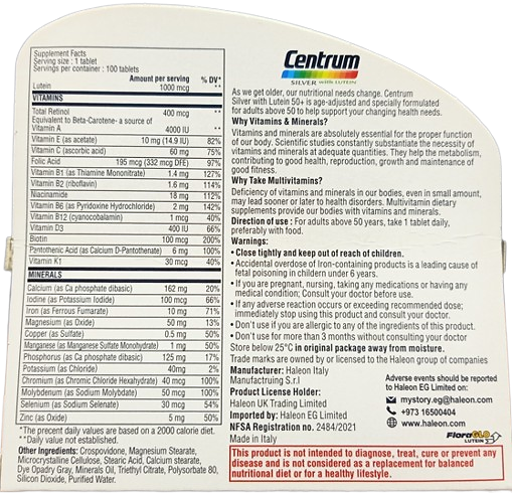 Supplement Facts
Serving size : 1 tablet
Servings per container : 100 tablets
Amount per serving % DV*
Lutein 1000 mcg **
VITAMINS
Total Retinol 400 mcg **
Equivalent to Beta-Carotene- a source of
Vitamin A 4000 IU **
Vitamin E (as acetate) 10 mg (14.9 IU) 82%
Vitamin C (ascorbic acid) 60 mg 75%
Folic Acid 195 mcg (332 mcg DFE) 97%
Vitamin B1 (as Thiamine Mononitrate) 1.4 mg 127%
Vitamin B2 (riboflavin) 1.6 mg 114%
Niacinamide 18 mg 112%
Vitamin B6 (as Pyridoxine Hydrochloride) 2 mg 142%
Vitamin B12 (cyanocobalamin) 1 mcg 40%
Vitamin D3 400 IU 66%
Biotin 100 mcg 200%
Pantothenic Acid (as Calcium D-Pantothenate) 6 mg 100%
Vitamin K1 30 mcg 40%
MINERALS
Calcium (as Ca phosphate dibasic) 162 mg 20%
Iodine (as Potassium Iodide) 100 mcg 66%
Iron (as Ferrous Fumarate) 10 mg 71%
Magnesium (as Oxide) 50 mg 13%
Copper (as Sulfate) 0.5 mg 50%
Manganese (as Manganese Sulfate Monohydrate) 1 mg 50%
Phosphorus (as Ca phosphate dibasic) 125 mg 17%
Potassium (as Chloride) 40mg 2%
Chromium (as Chromic Chloride Hexahydrate) 40 mcg 100%
Molybdenum (as Sodium Molybdate) 50 mcg 100%
Selenium (as Sodium Selenate) 30 mcg 54%
Zinc (as Oxide) 5 mg 50%
*The precent daily values are based on a 2000 calorie diet.
**Daily value not established.
Other Ingredients: Crospovidone, Magnesium Stearate,
Microcrystalline Cellulose, Stearic Acid, Calcium stearate,
Dye Opadry Gray, Minerals Oil, Triethyl Citrate, Polysorbate 80,
Silicon Dioxide, Purified Water.
Centrum
SILVER WITH LUTEIN
As we get older, our nutritional needs change. Centrum
Silver with Lutein 50+ is age-adjusted and specially formulated
for adults above 50 to help support your changing health needs.
Why Vitamins & Minerals?
Vitamins and minerals are absolutely essential for the proper function
of our body. Scientific studies constantly substantiate the necessity of
vitamins and minerals at adequate quantities. They help the metabolism,
contributing to good health, reproduction, growth and maintenance of
good fitness.
Why Take Multivitamins?
Deficiency of vitamins and minerals in our bodies, even in small amount,
may lead sooner or later to health disorders. Multivitamin dietary
supplements provide our bodies with vitamins and minerals.
Direction of use : For adults above 50 years, take 1 tablet daily,
preferably with food.
Warnings:
• Close tightly and keep out of reach of children.
• Accidental overdose of Iron-containing products is a leading cause of
fetal poisoning in childern under 6 years.
• If you are pregnant, nursing, taking any medications or having any
medical condition; Consult your doctor before use.
• If any adverse reaction occurs or exceeding recommended dose;
immediately stop using this product and consult your doctor.
• Don't use if you are allergic to any of the ingredients of this product.
• Don't use for more than 3 months without consulting your doctor
Store below 25°C in original package away from moisture.
Trade marks are owned by or licensed to the Haleon group of companies
Manufacturer: Haleon Italy
Manufactruing S.r.l
Product License Holder:
Haleon UK Trading Limited
Imported by: Haleon EG Limited
NFSA Registration no. 2484/2021
Made in Italy
Adverse events should be reported
to Haleon EG Limited on:
mystory.eg@haleon.com
+973 16500404
www.haleon.com
FloraGLO
LUTEIN
This product is not intended to diagnose, treat, cure or prevent any
disease and is not considered as a replacement for balanced
nutritional diet or for a healthy lifestyle.